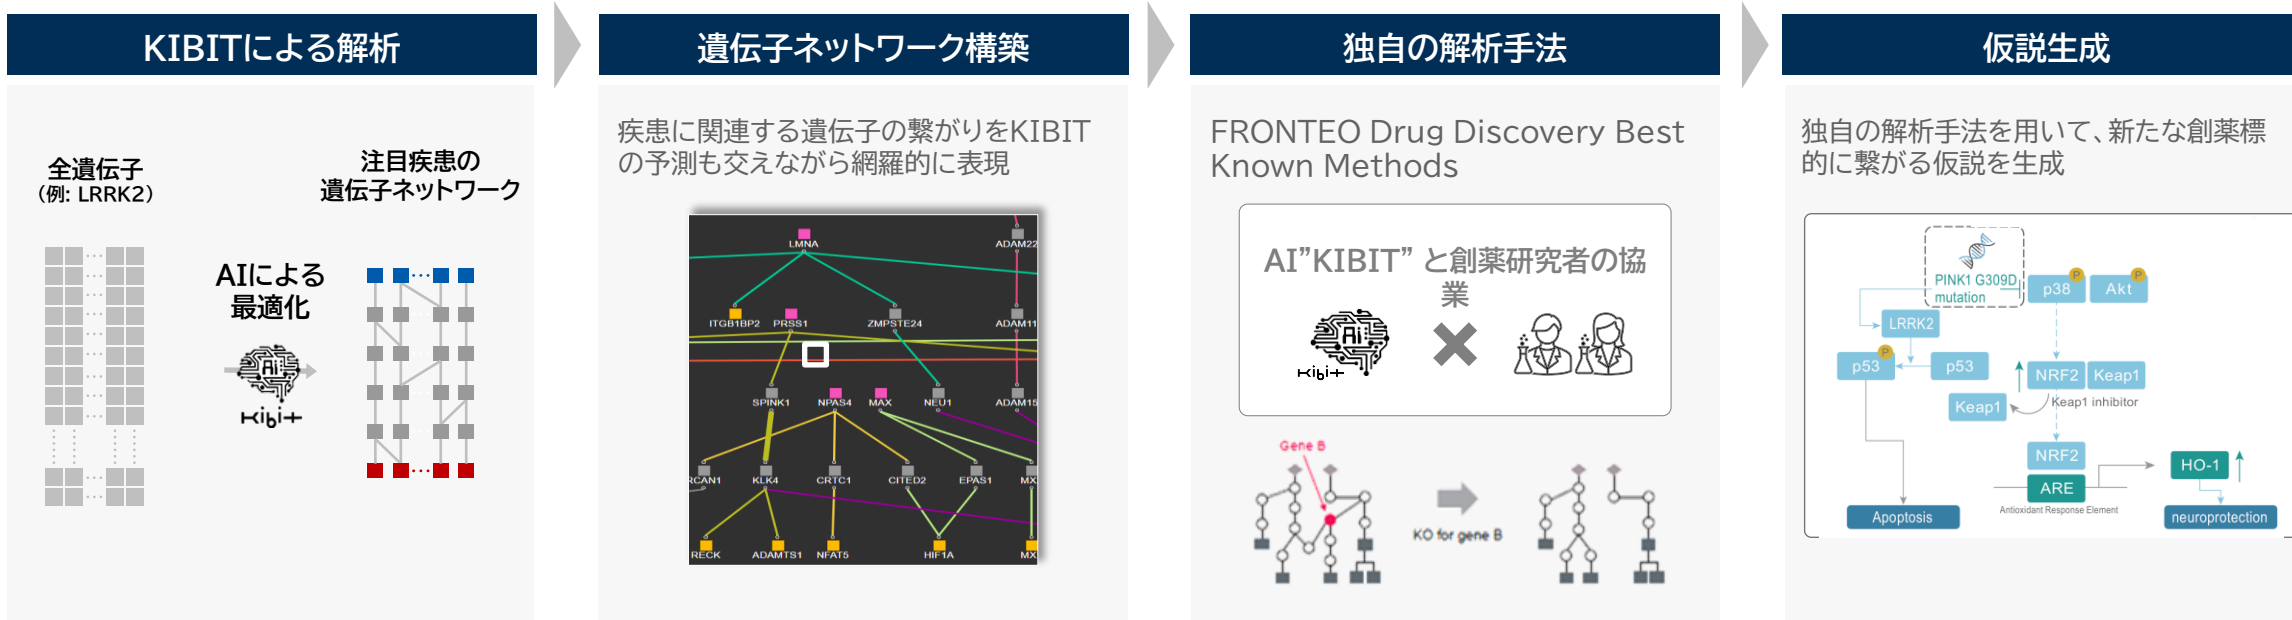 KIBITによる解析
全遺伝子
（例: LRRK2）
注目疾患の
遺伝子ネットワーク
AIによる
最適化
Ai
Kibit
遺伝子ネットワーク構築
疾患に関連する遺伝子の繋がりをKIBIT
の予測も交えながら網羅的に表現
LMNA
ADAM22
ITGB1BP2
PRSS1
ZMPSTE24
ADAM11
SPINK1
NPAS4
MAX
NEU1
ADAM15
RCAN1
KLK4
CRTC1
CITED2
EPAS1
MX
RECK
ADAMTS1
NFAT5
HIF1A
MX
独自の解析手法
FRONTEO Drug Discovery Best
Known Methods
AI”KIBIT” と創薬研究者の協
業
Ai
Kibit
Gene B
KO for gene B
仮説生成
独自の解析手法を用いて、新たな創薬標
的に繋がる仮説を生成
PINK1 G309D
mutation
P
p38
P
Akt
LRRK2
P
p53
p53
NRF2
Keap1
Keap1
Keap1 inhibitor
NRF2
ARE
Antioxidant Response Element
HO-1
Apoptosis
neuroprotection